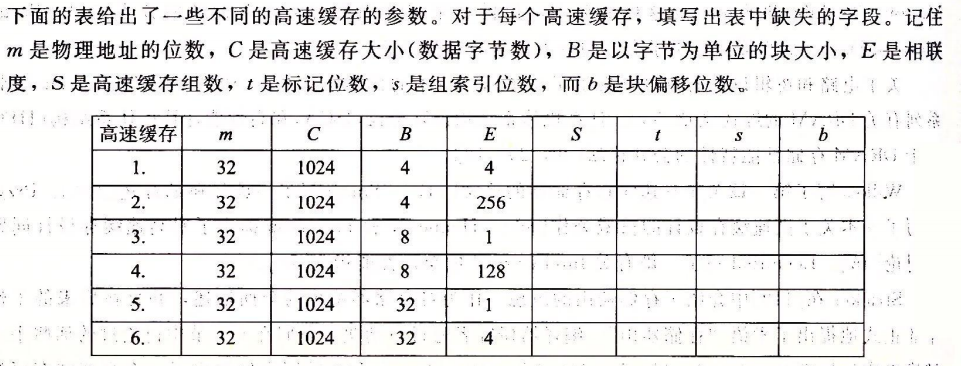 下面的表给出了一些不同的高速缓存的参数。对于每个高速缓存，填写出表中缺失的字段。记住
m 是物理地址的位数，C 是高速缓存大小(数据字节数)，B 是以字节为单位的块大小，E 是相联
度，S 是高速缓存组数，t 是标记位数，s 是组索引位数，而 b 是块偏移位数。
高速缓存 m C B E S t s b
1. 32 1024 4 4
2. 32 1024 4 256
3. 32 1024 8 1
4. 32 1024 8 128
5. 32 1024 32 1
6. 32 1024 32 4